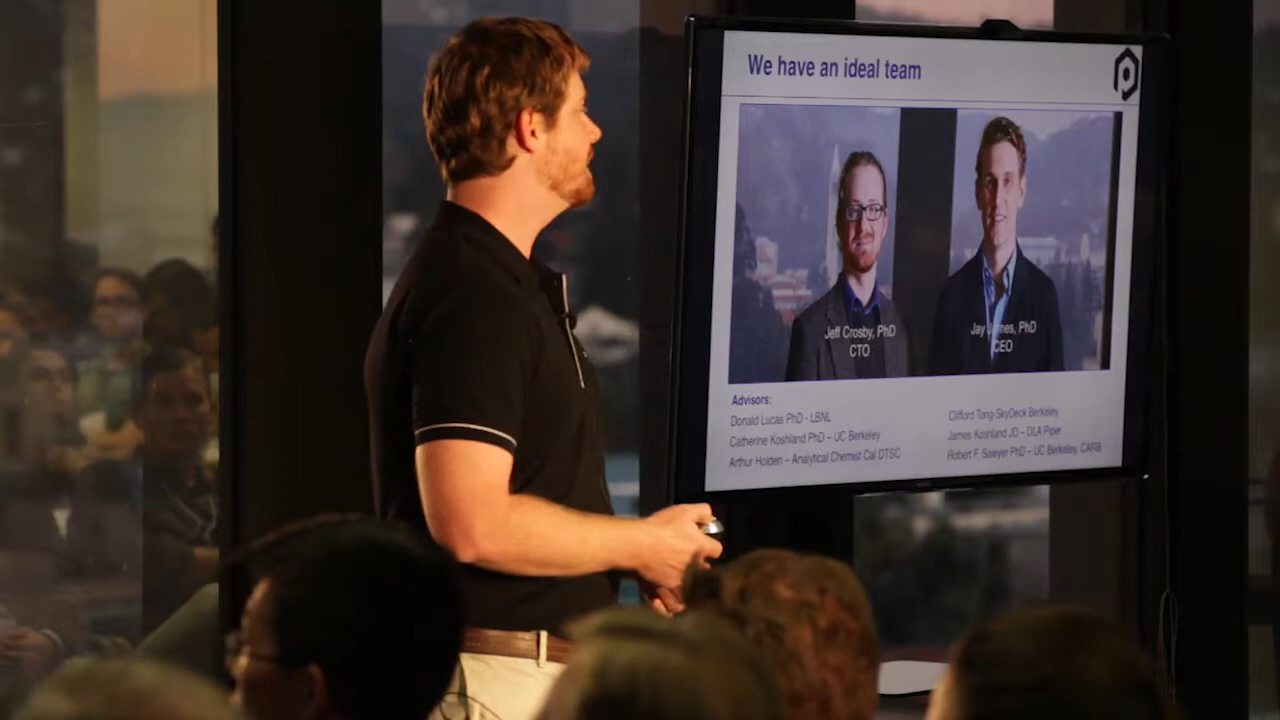 We have an ideal team
Jeff Crosby, PhD
CTO
Jay James, PhD
CEO
Advisors:
Donald Lucas PhD - LBNL
Catherine Koshland PhD – UC Berkeley
Arthur Holden – Analytical Chemist Cal DTSC
Clifford Tong-SkyDeck Berkeley
James Koshland JD – DLA Piper
Robert F. Sawyer PhD – UC Berkeley, CARB